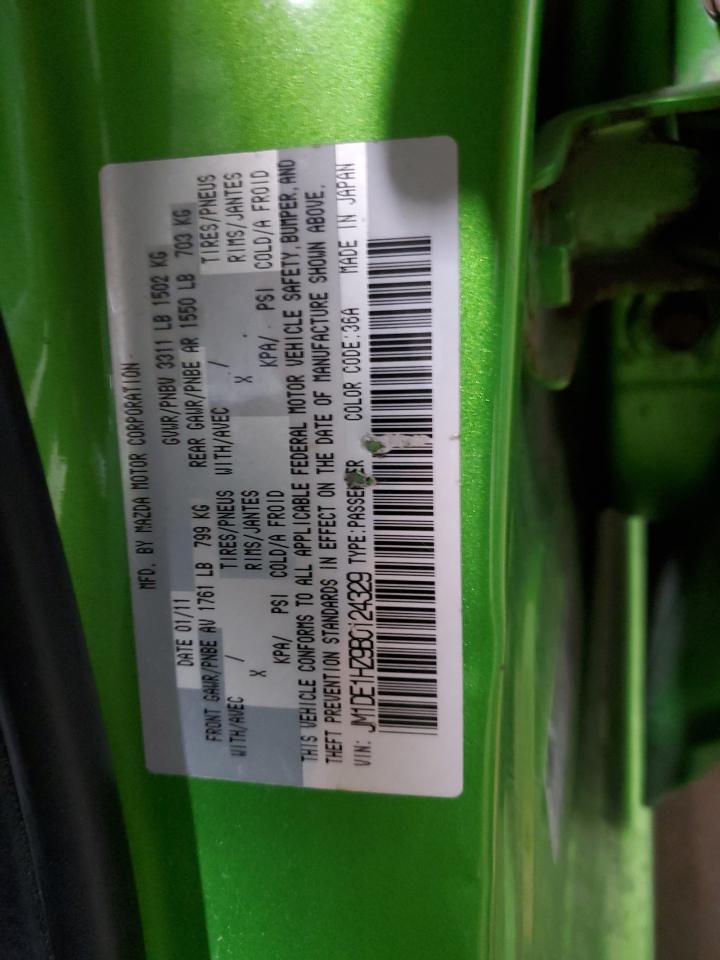 MFD. BY MAZDA MOTOR CORPORATION
DATE 01/11 GVWR/PNBV 3311 LB 1502 KG
FRONT GAWR/PNBE AV 1761 LB 799 KG REAR GAWR/PNBE AR 1550 LB 703 KG
WITH/AVEC / TIRES/PNEUS WITH/AVEC / TIRES/PNEUS
X RIMS/JANTES X RIMS/JANTES
KPA/ PSI COLD/A FROID KPA/. PSI COLD/A FROID
THIS VEHICLE CONFORMS TO ALL APPLICABLE FEDERAL MOTOR VEHICLE SAFETY, BUMPER, AND
THEFT PREVENTION STANDARDS IN EFFECT ON THE DATE OF MANUFACTURE SHOWN ABOVE.
VIN: JM1DE1HZ9B0124329 TYPE:PASSENGER COLOR CODE:36A MADE IN JAPAN